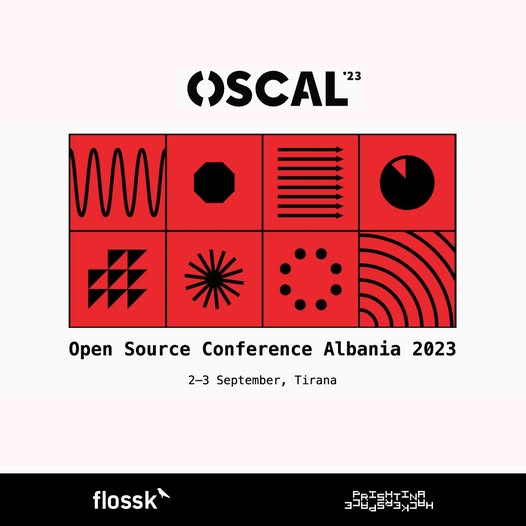 OSCAL'23
Open Source Conference Albania 2023
2–3 September, Tirana
flossk
PRISHTINA
HACKERSPACE